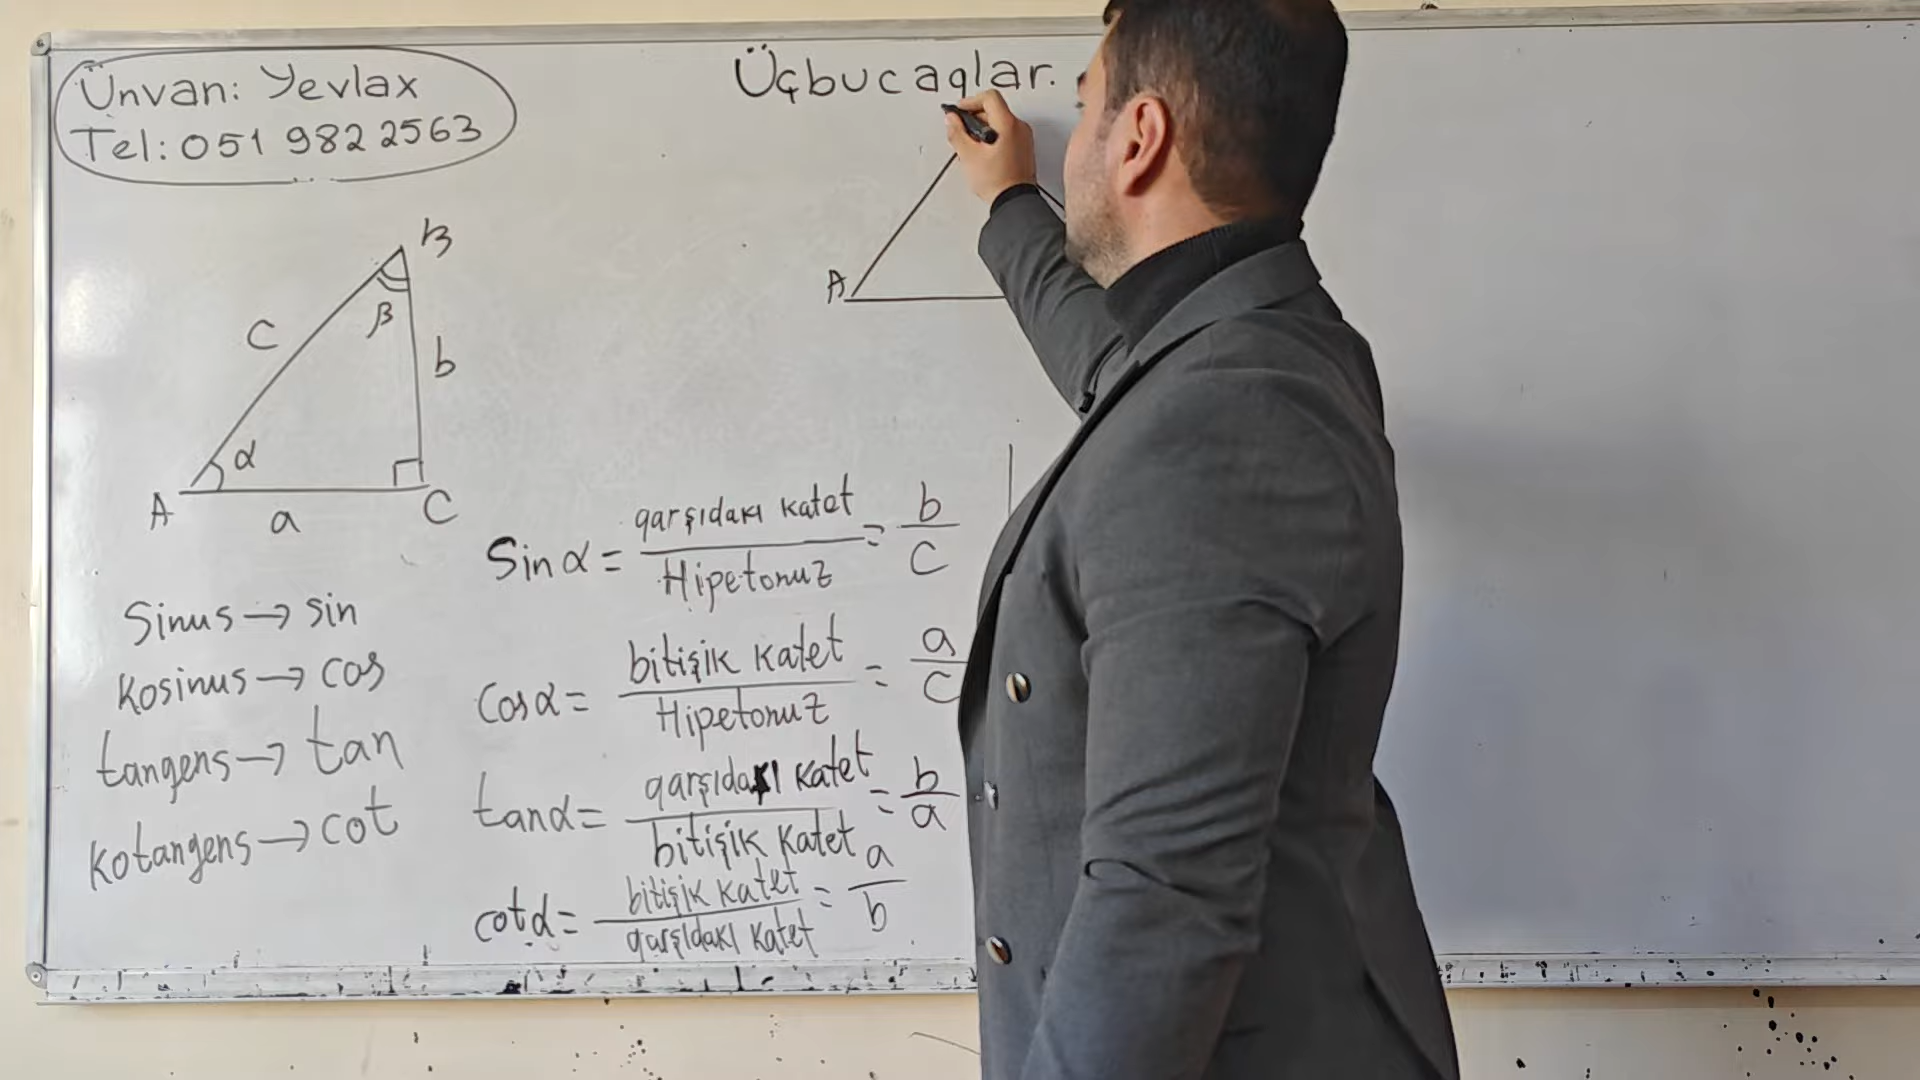 Ünvan: Yevlax
Tel: 051 982 2563
Üçbucaqlar.
B
β
c
b
α
A
a
C
A
Sinus → sin
Kosinus → cos
tangens → tan
kotangens → cot
Sin α = qarşıdakı katet / Hipetonuz = b / c
Cos α = bitişik katet / Hipetonuz = a / c
tan α = qarşıdakı katet / bitişik katet = b / a
cot α = bitişik katet / qarşıdakı katet = a / b